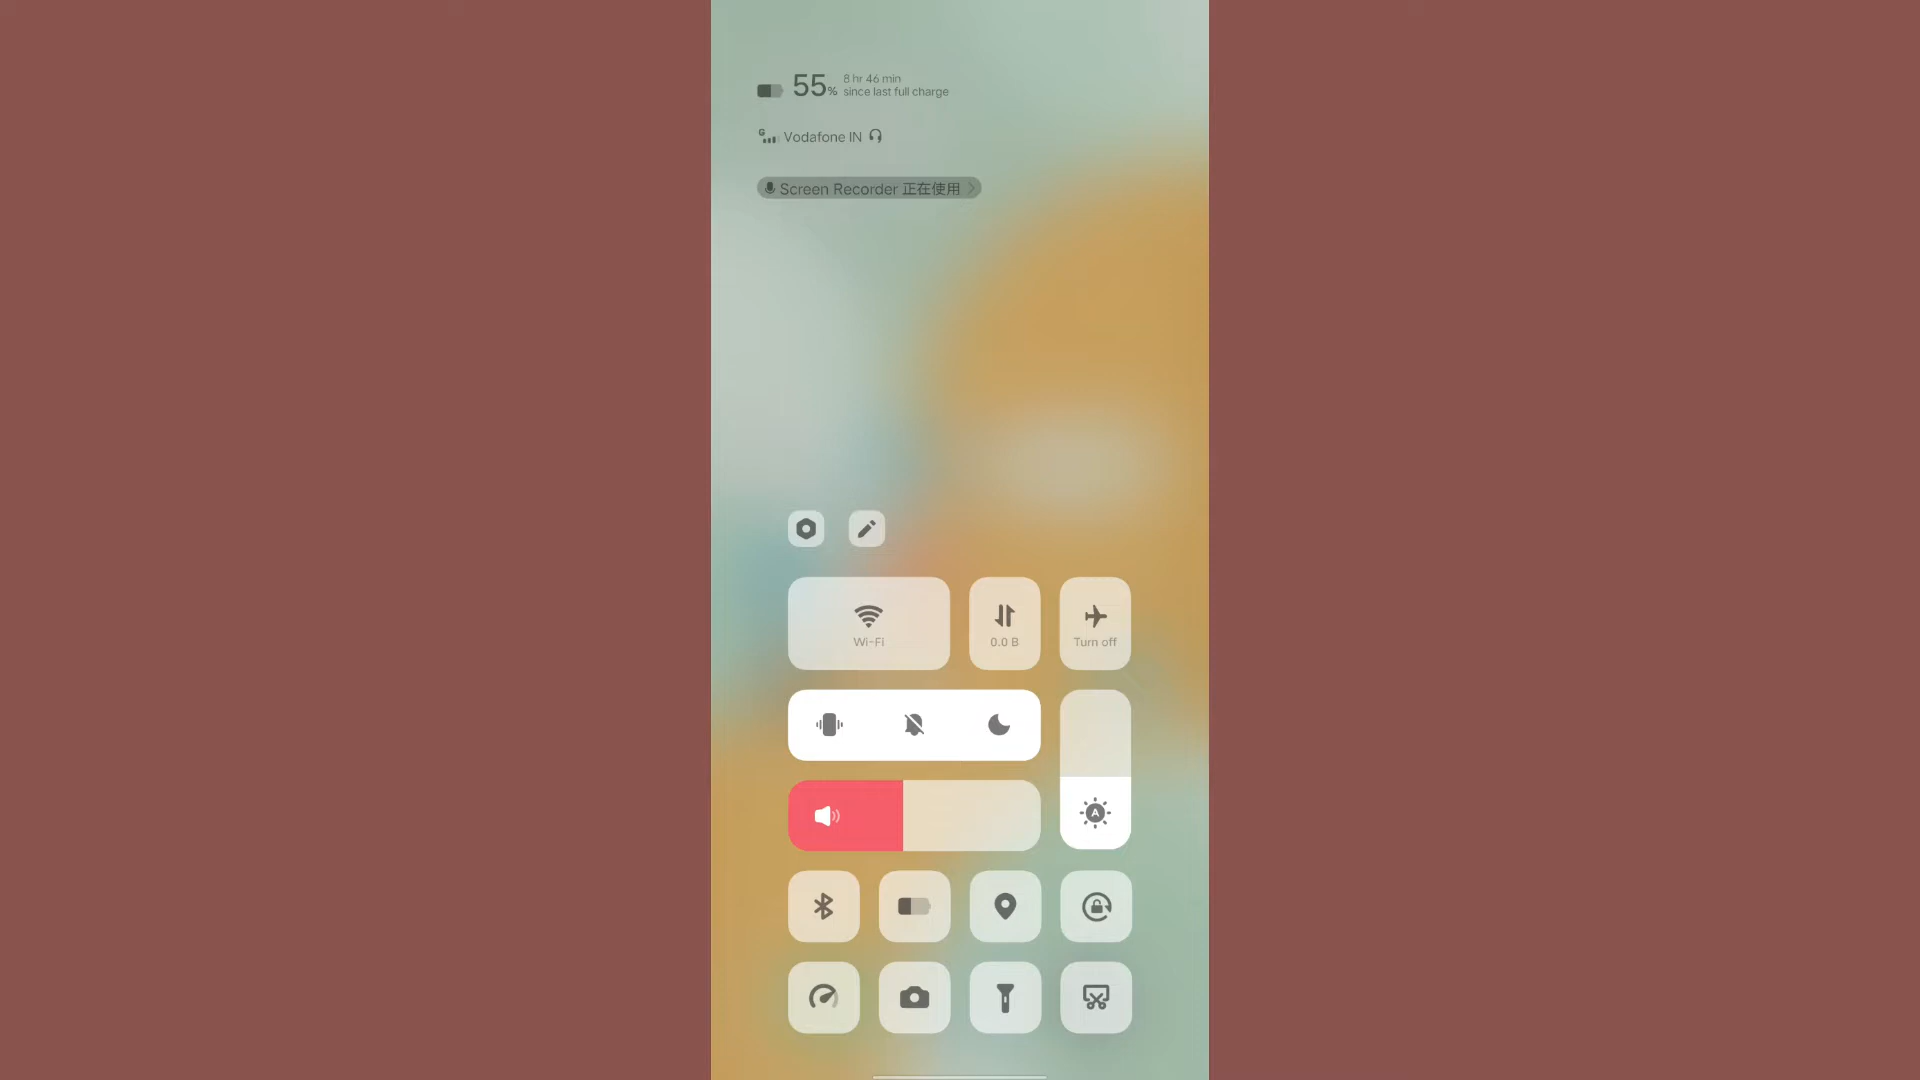 55%
8 hr 46 min
since last full charge
G Vodafone IN
Screen Recorder 正在使用
Wi-Fi
0.0 B
Turn off
A